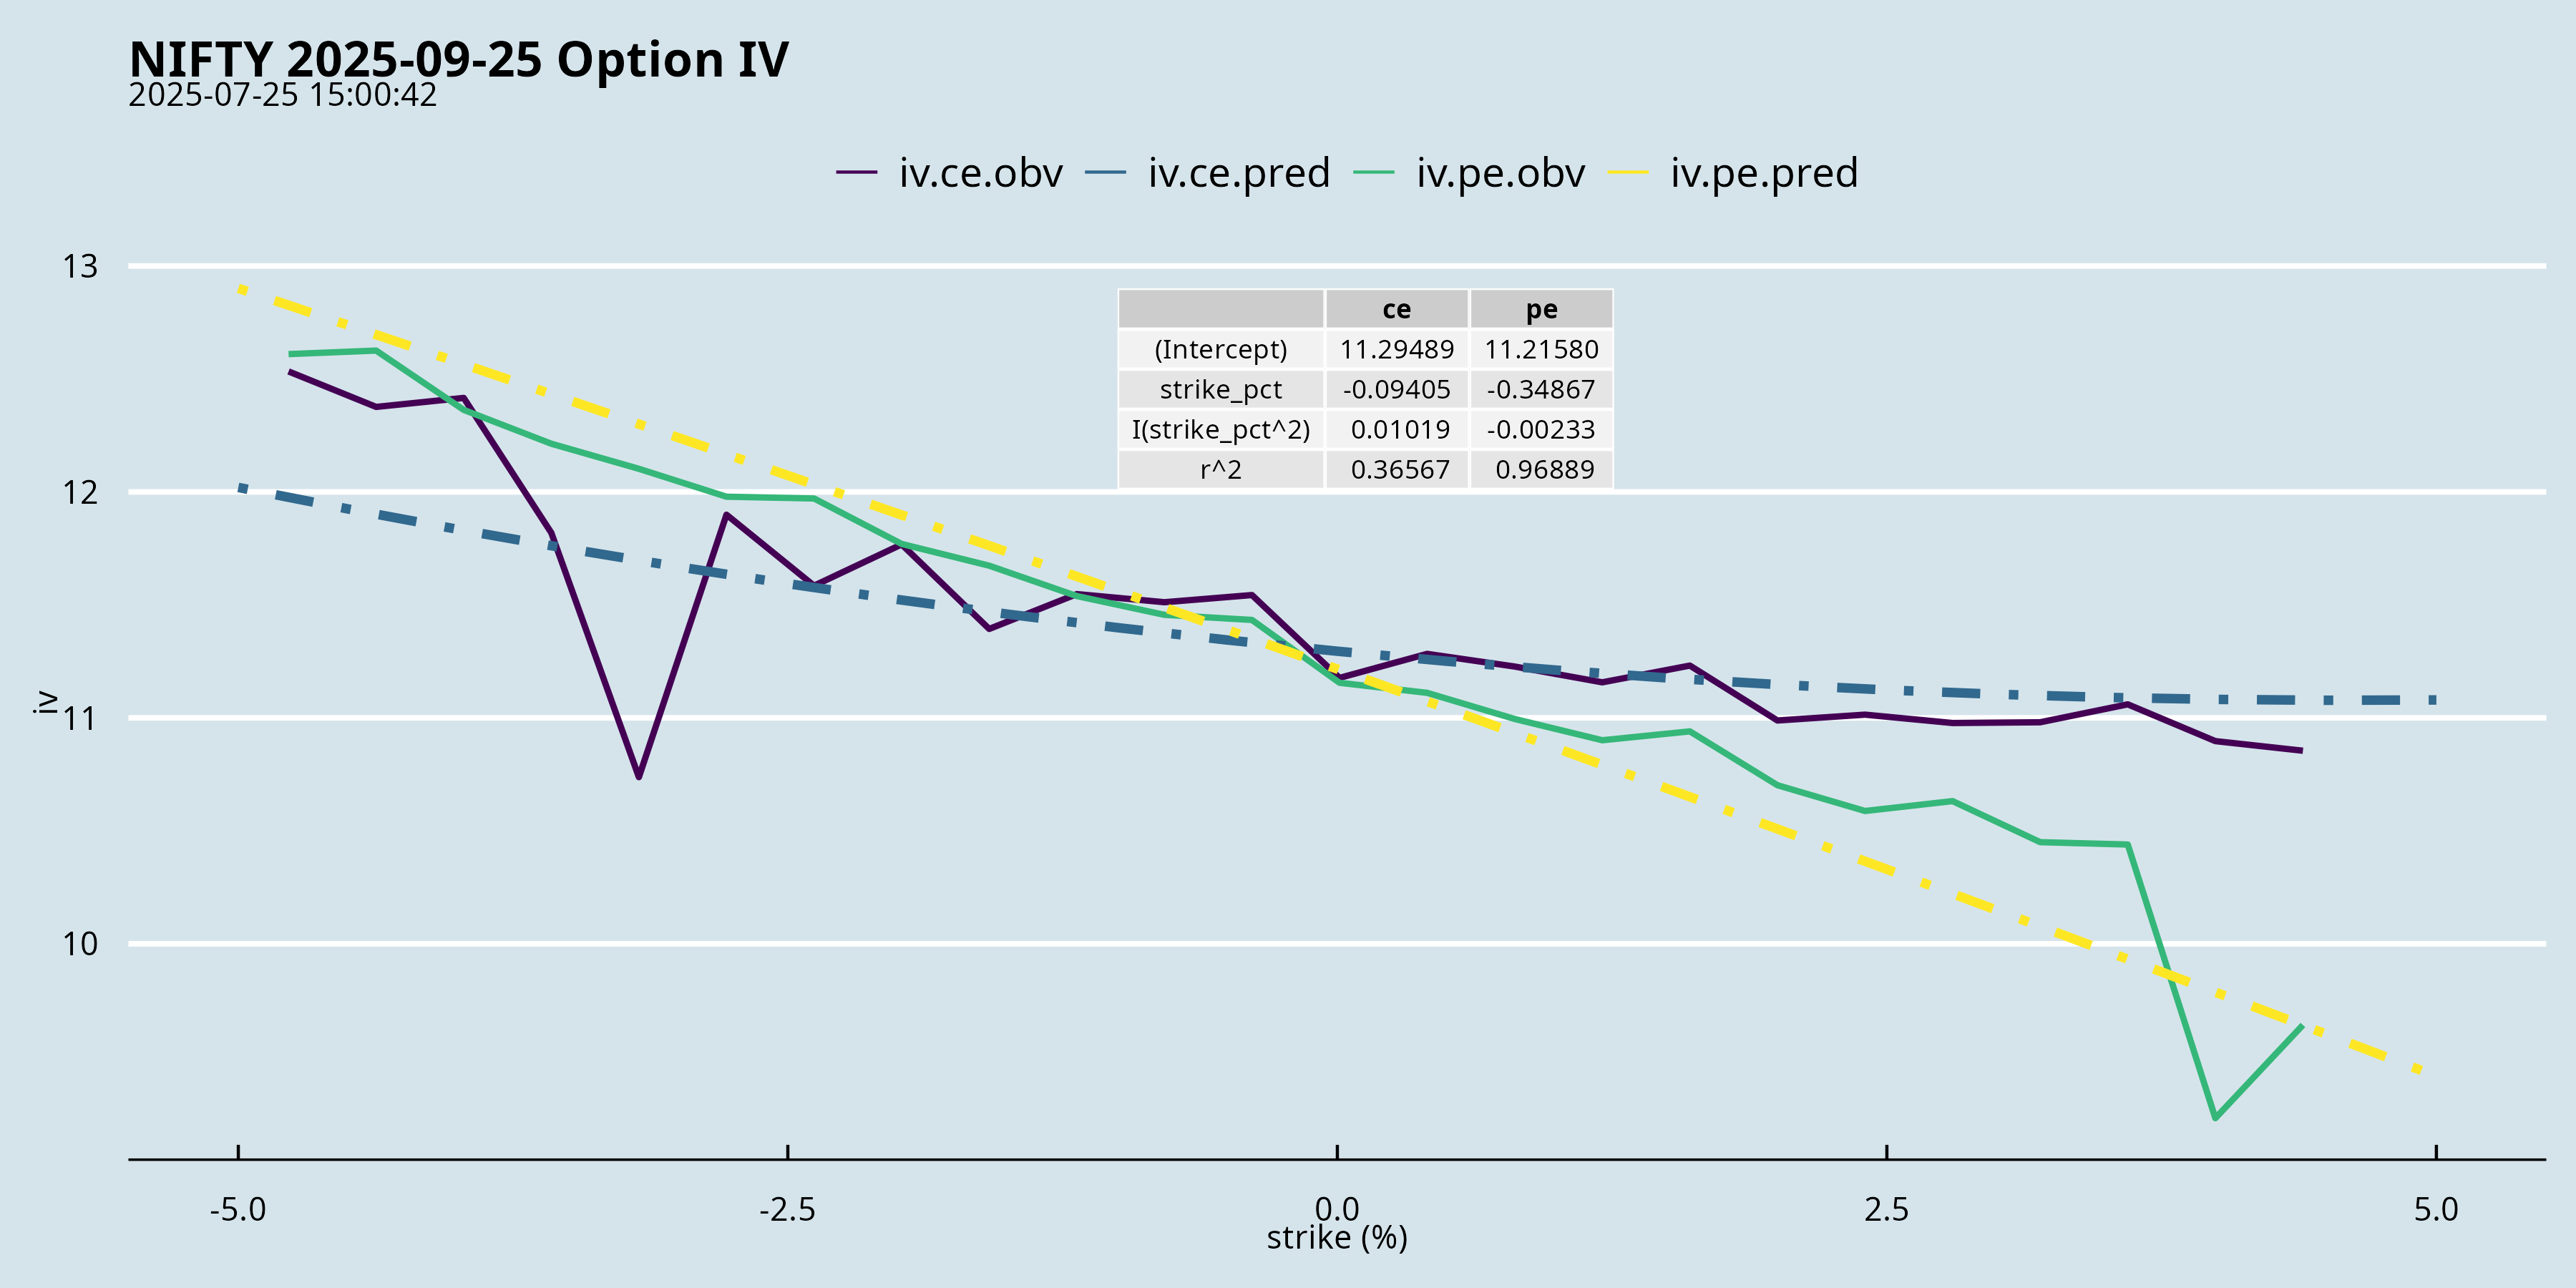 NIFTY 2025-09-25 Option IV
2025-07-25 15:00:42
iv.ce.obv iv.ce.pred iv.pe.obv iv.pe.pred
13
ce pe
(Intercept) 11.29489 11.21580
strike_pct -0.09405 -0.34867
I(strike_pct^2) 0.01019 -0.00233
r^2 0.36567 0.96889
12
iv
11
10
-5.0 -2.5 0.0 2.5 5.0
strike (%)